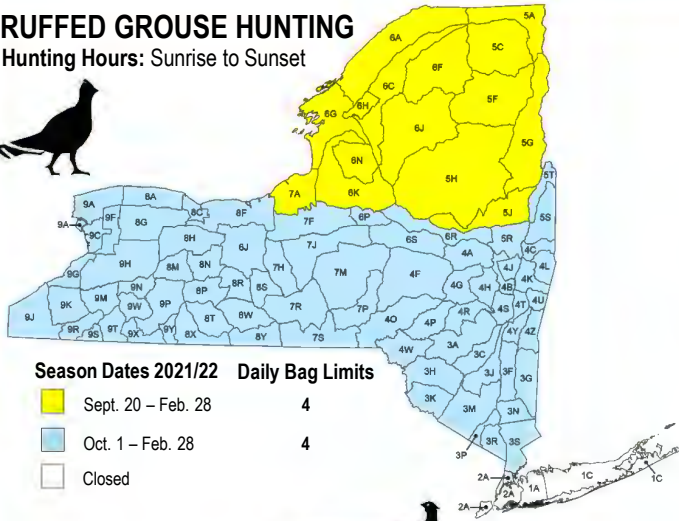 RUFFED GROUSE HUNTING
Hunting Hours: Sunrise to Sunset
5A
6A
5C
6F
6C
5F
6H
6G
6J
5G
6N
5H
6K
7A
5J
5T
9A
8A
8C
8F
9F
8G
7F
6P
5S
9A
9C
8H
6J
7J
6S
6R
5R
4A
4C
9H
8M
8N
7H
7M
4F
4J
4L
9G
8R
8S
4G
4H
4B
4K
9N
8P
9K
9M
9W
9P
7R
7P
4R
4S
4T
4U
9J
8T
8W
4O
4P
4Y
4Z
9R
9S
9T
9X
9Y
8X
8Y
7S
3A
4W
3C
3H
3J
3F
3G
3K
3M
3N
3R
3S
3P
Season Dates 2021/22 Daily Bag Limits
Sept. 20 – Feb. 28 4
Oct. 1 – Feb. 28 4
Closed
2A
1A
1C
1C
2A
2A